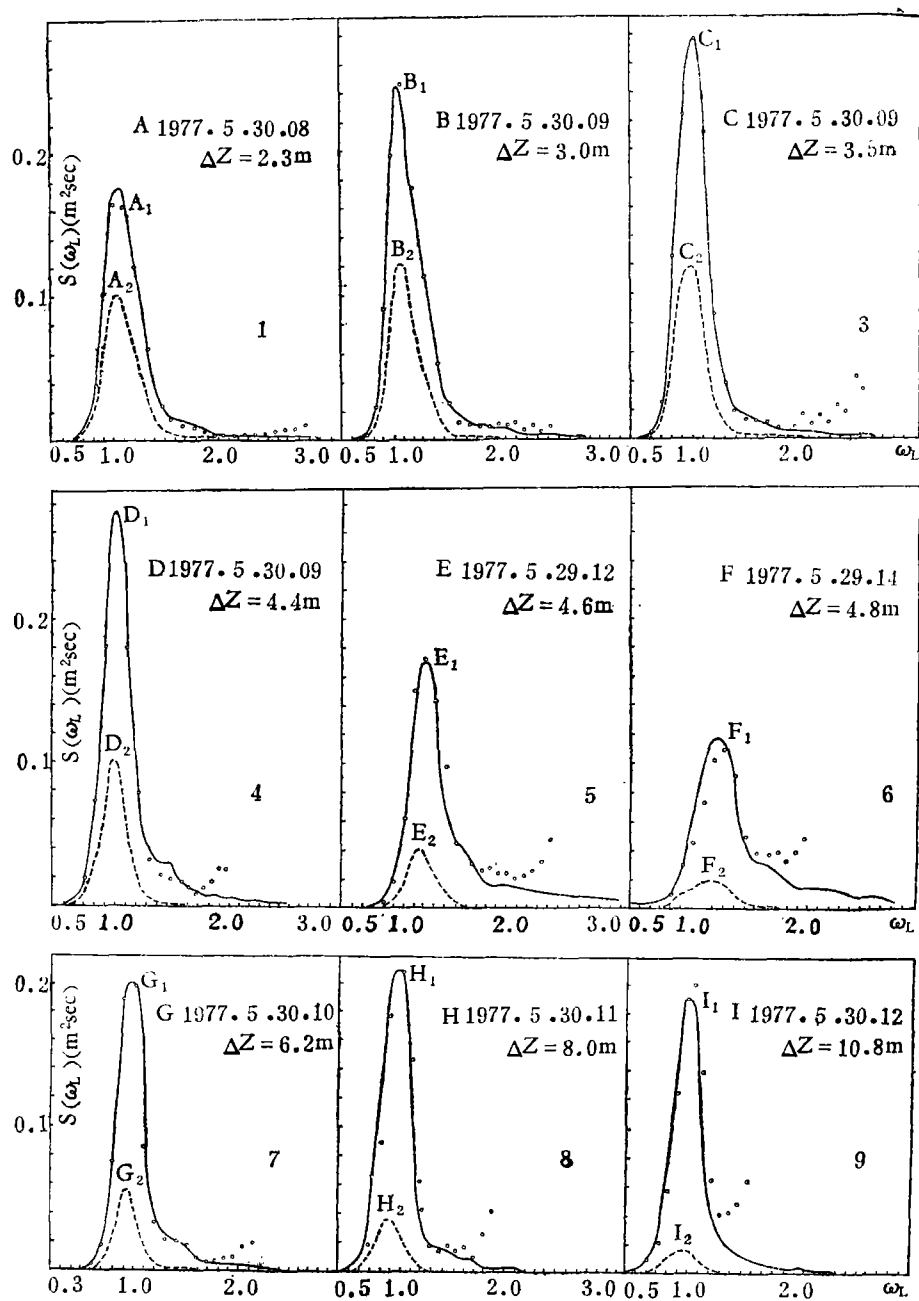 A 1977.5.30.08
ΔZ=2.3m
0.2
S(ω_L)(m²sec)
A₁
A₂
0.1
1
0.5 1.0 2.0 3.0
B₁
B 1977.5.30.09
ΔZ=3.0m
B₂
0.5 1.0 2.0 3.0
C₁
C 1977.5.30.09
ΔZ=3.5m
C₂
3
0.5 1.0 2.0 ω_L
D₁
D 1977.5.30.09
ΔZ=4.4m
0.2
S(ω_L)(m²sec)
D₂
0.1
4
0.5 1.0 2.0 3.0
E 1977.5.29.12
ΔZ=4.6m
E₁
E₂
5
0.5 1.0 2.0 3.0
F 1977.5.29.14
ΔZ=4.8m
F₁
F₂
6
0.5 1.0 2.0 ω_L
0.2
G₁
G 1977.5.30.10
ΔZ=6.2m
S(ω_L)(m²sec)
0.1
G₂
7
0.3 1.0 2.0
H₁
H 1977.5.30.11
ΔZ=8.0m
H₂
8
0.5 1.0 2.0 3.0
I₁
I 1977.5.30.12
ΔZ=10.8m
I₂
9
0.5 1.0 2.0 ω_L